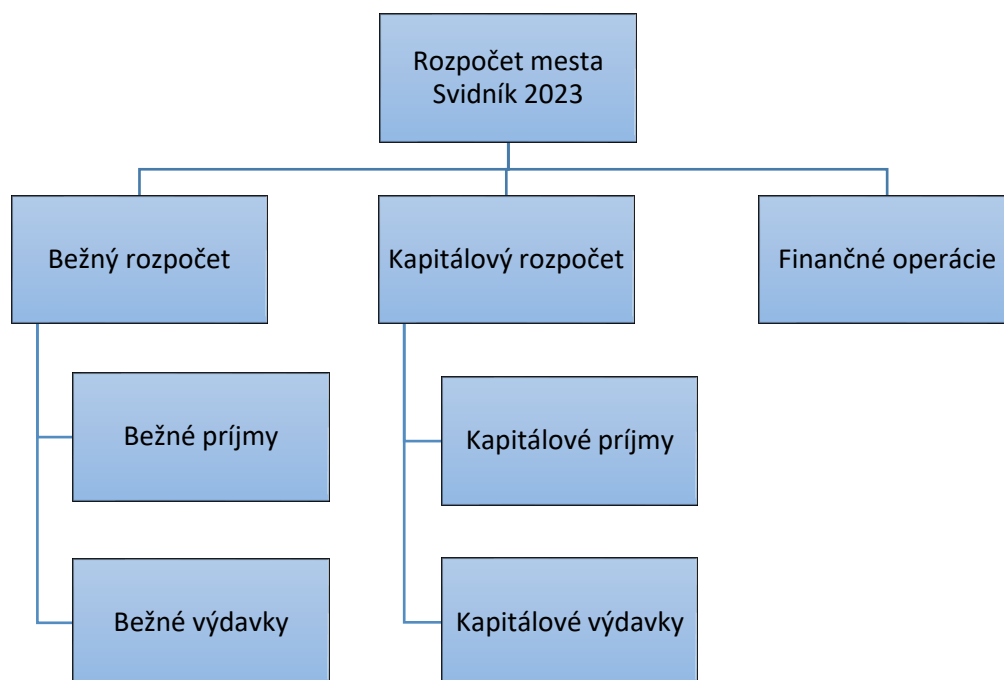 Rozpočet mesta
Svidník 2023
Bežný rozpočet
Kapitálový rozpočet
Finančné operácie
Bežné príjmy
Kapitálové príjmy
Bežné výdavky
Kapitálové výdavky